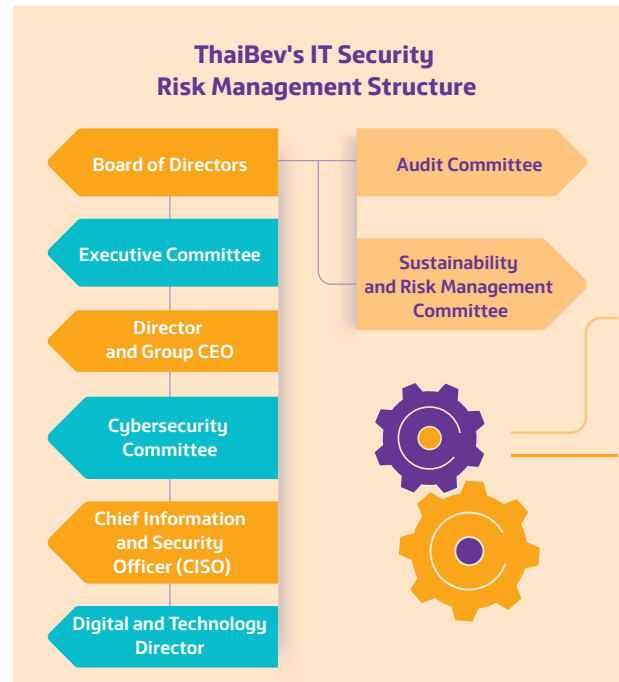 ThaiBev's IT Security
Risk Management Structure
Board of Directors
Audit Committee
Executive Committee
Sustainability
and Risk Management
Committee
Director
and Group CEO
Cybersecurity
Committee
Chief Information
and Security
Officer (CISO)
Digital and Technology
Director